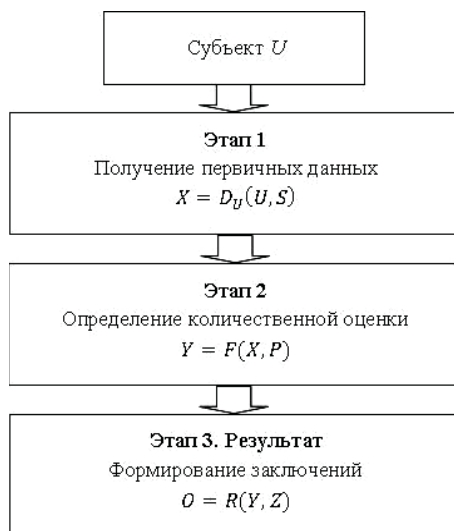 Субъект U
Этап 1
Получение первичных данных
X = D_U(U, S)
Этап 2
Определение количественной оценки
Y = F(X, P)
Этап 3. Результат
Формирование заключений
O = R(Y, Z)